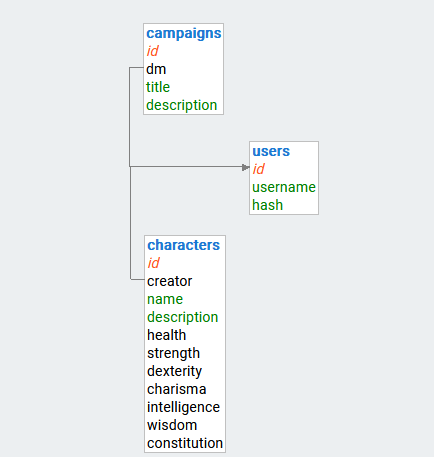 campaigns
id
dm
title
description
users
id
username
hash
characters
id
creator
name
description
health
strength
dexterity
charisma
intelligence
wisdom
constitution